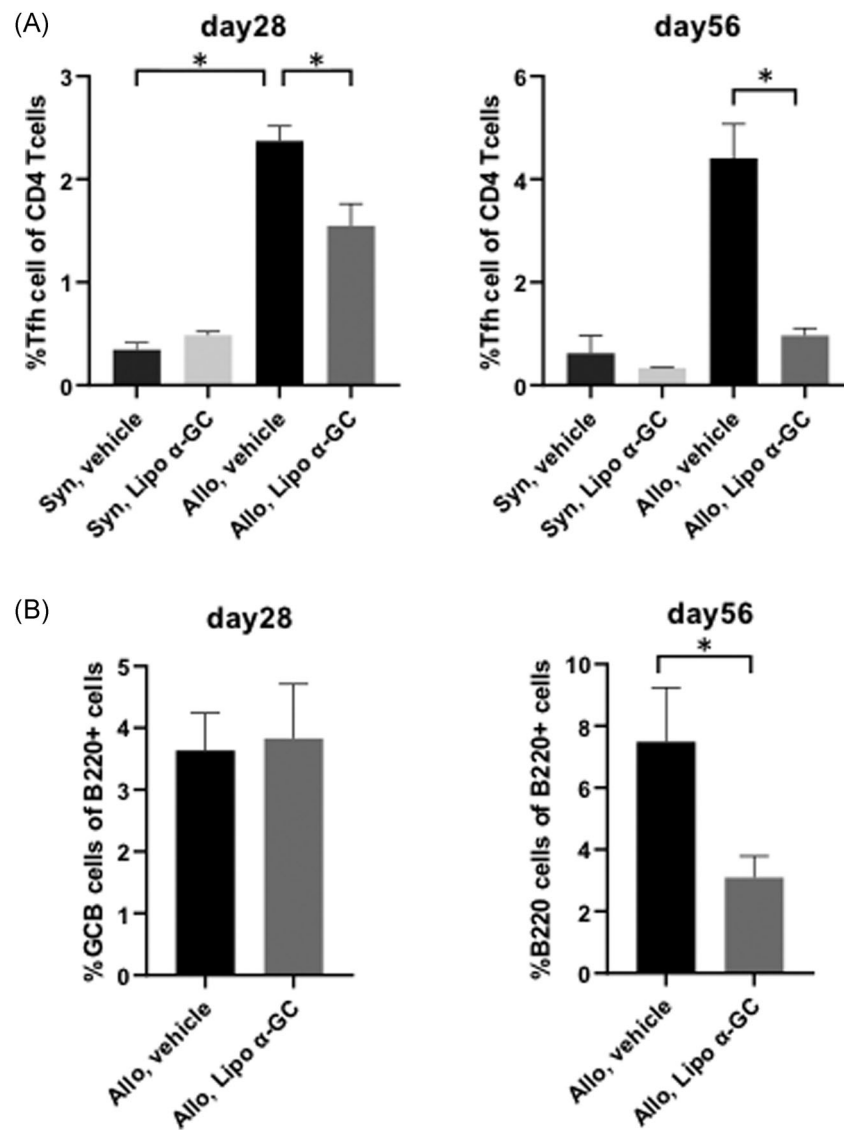 (A)
day28
*
*
%Tfh cell of CD4 Tcells
3
2
1
0
Syn, vehicle
Syn, Lipo α-GC
Allo, vehicle
Allo, Lipo α-GC
day56
*
%Tfh cell of CD4 Tcells
6
4
2
0
Syn, vehicle
Syn, Lipo α-GC
Allo, vehicle
Allo, Lipo α-GC
(B)
day28
%GCB cells of B220+ cells
5
4
3
2
1
0
Allo, vehicle
Allo, Lipo α-GC
day56
*
%B220 cells of B220+ cells
10
8
6
4
2
0
Allo, vehicle
Allo, Lipo α-GC